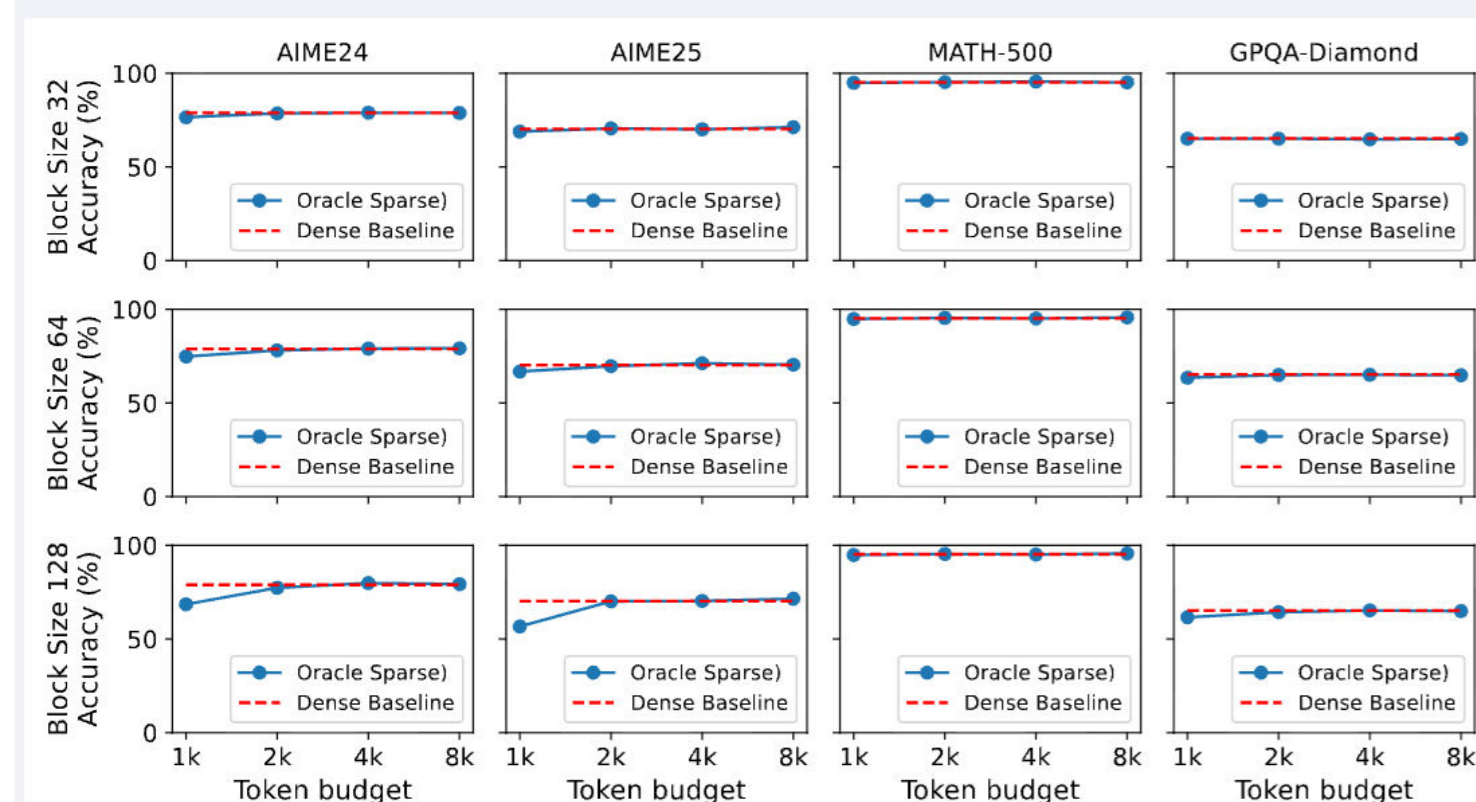 AIME24 AIME25 MATH-500 GPQA-Diamond
Block Size 32
Accuracy (%)
100
50
0
Oracle Sparse)
Dense Baseline
Oracle Sparse)
Dense Baseline
Oracle Sparse)
Dense Baseline
Oracle Sparse)
Dense Baseline
Block Size 64
Accuracy (%)
100
50
0
Oracle Sparse)
Dense Baseline
Oracle Sparse)
Dense Baseline
Oracle Sparse)
Dense Baseline
Oracle Sparse)
Dense Baseline
Block Size 128
Accuracy (%)
100
50
0
Oracle Sparse)
Dense Baseline
Oracle Sparse)
Dense Baseline
Oracle Sparse)
Dense Baseline
Oracle Sparse)
Dense Baseline
1k 2k 4k 8k 1k 2k 4k 8k 1k 2k 4k 8k 1k 2k 4k 8k
Token budget Token budget Token budget Token budget